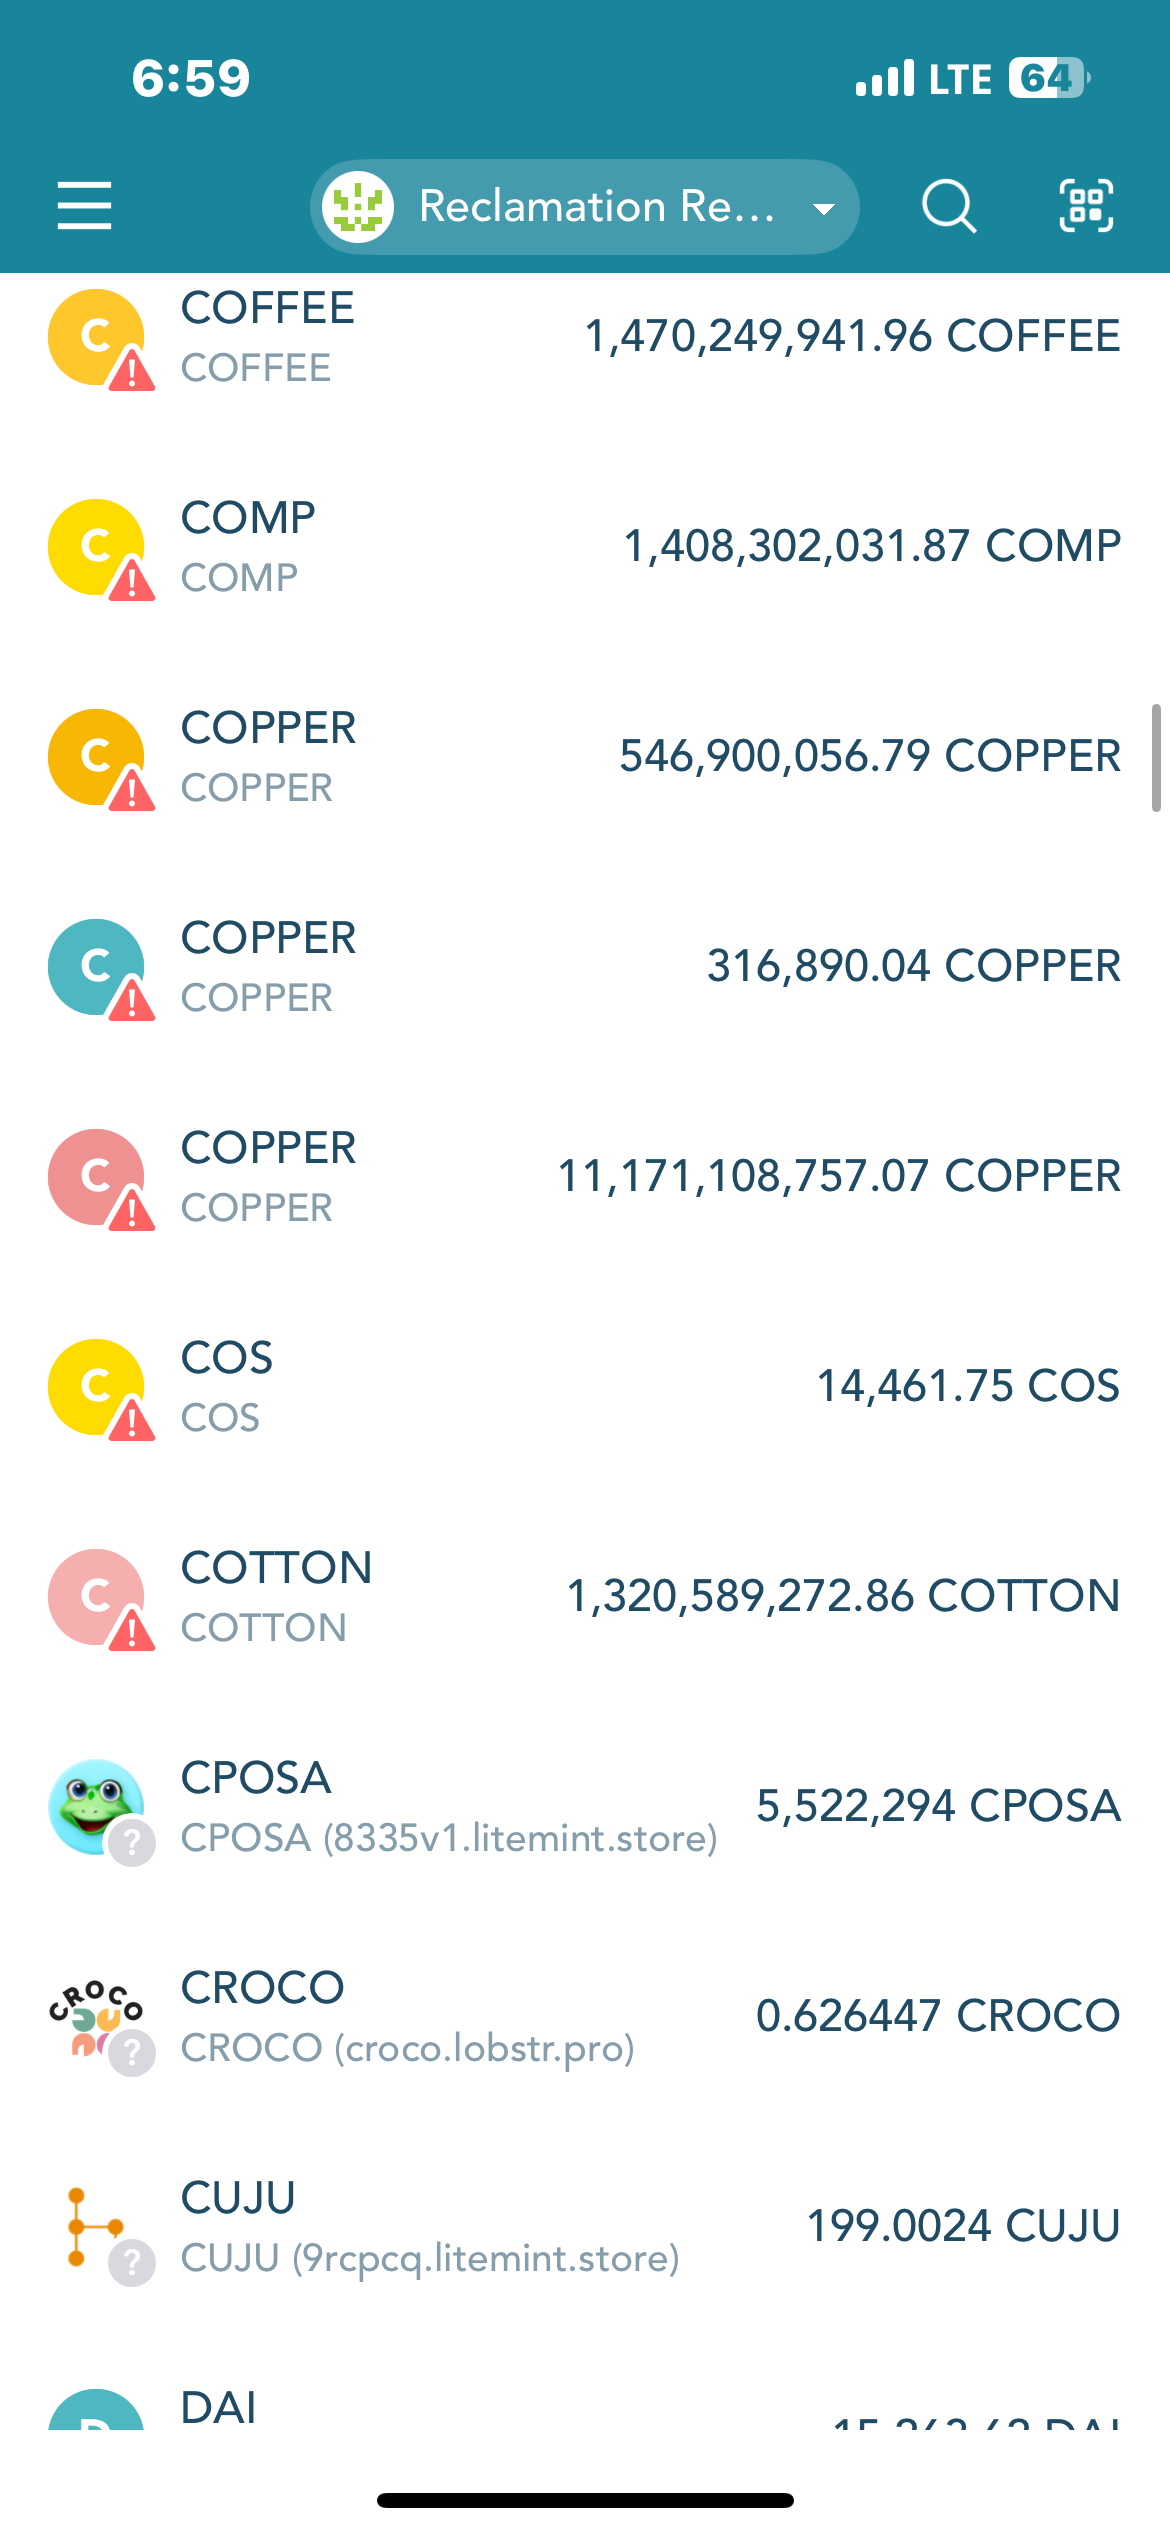 6:59
LTE 64
Reclamation Re...
C
COFFEE
COFFEE
1,470,249,941.96 COFFEE
C
COMP
COMP
1,408,302,031.87 COMP
C
COPPER
COPPER
546,900,056.79 COPPER
C
COPPER
COPPER
316,890.04 COPPER
C
COPPER
COPPER
11,171,108,757.07 COPPER
C
COS
COS
14,461.75 COS
C
COTTON
COTTON
1,320,589,272.86 COTTON
CPOSA
CPOSA (8335v1.litemint.store)
5,522,294 CPOSA
CROCO
CROCO
CROCO (croco.lobstr.pro)
0.626447 CROCO
CUJU
CUJU (9rcpcq.litemint.store)
199.0024 CUJU
D
DAI
DAI